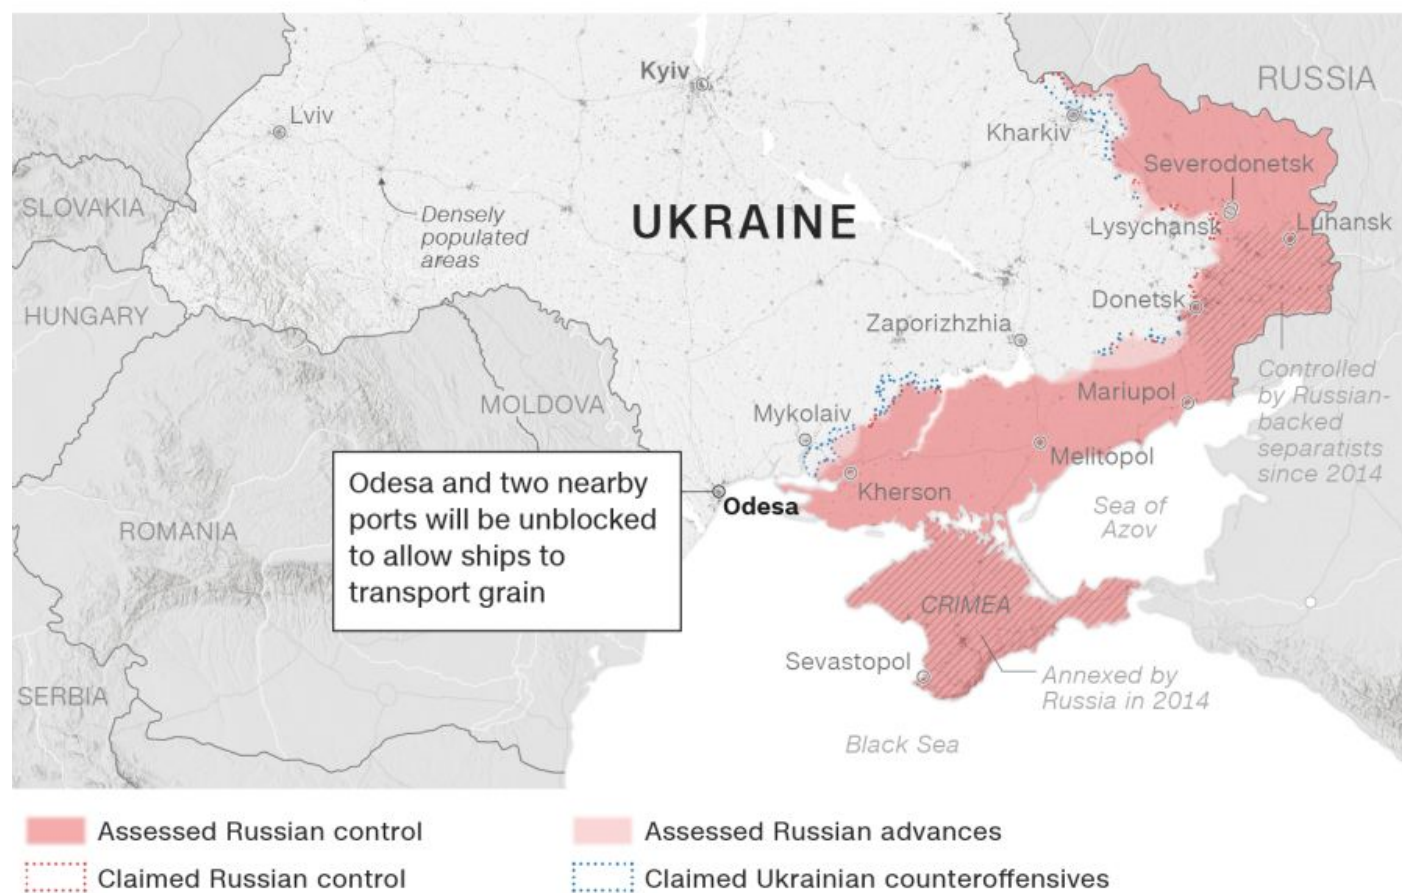 Kyiv
RUSSIA
Lviv
Kharkiv
Severodonetsk
SLOVAKIA
Densely
populated
areas
UKRAINE
Lysychansk
Luhansk
HUNGARY
Donetsk
Zaporizhzhia
Controlled
by Russian-
backed
separatists
since 2014
MOLDOVA
Mykolaiv
Mariupol
Melitopol
Odesa and two nearby
ports will be unblocked
to allow ships to
transport grain
Odesa
Kherson
Sea of
Azov
ROMANIA
CRIMEA
Sevastopol
Annexed by
Russia in 2014
SERBIA
Black Sea
Assessed Russian control
Assessed Russian advances
Claimed Russian control
Claimed Ukrainian counteroffensives